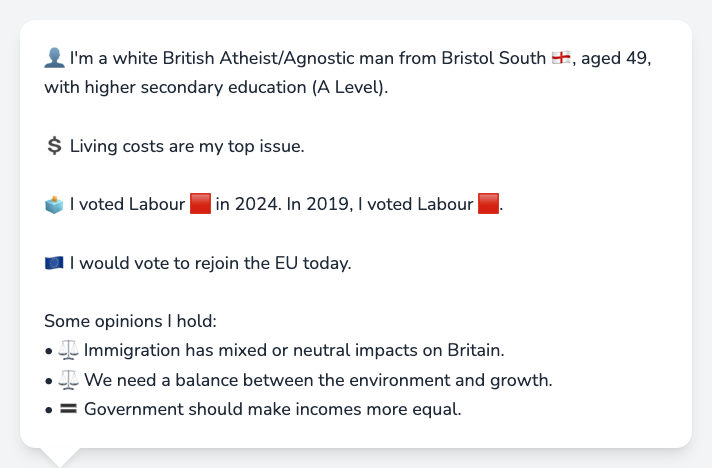 👤 I'm a white British Atheist/Agnostic man from Bristol South 🏴󠁧󠁢󠁥󠁮󠁧󠁿, aged 49,
with higher secondary education (A Level).
💲 Living costs are my top issue.
🗳️ I voted Labour 🟥 in 2024. In 2019, I voted Labour 🟥.
🇪🇺 I would vote to rejoin the EU today.
Some opinions I hold:
• ⚖️ Immigration has mixed or neutral impacts on Britain.
• ⚖️ We need a balance between the environment and growth.
• 🟰 Government should make incomes more equal.